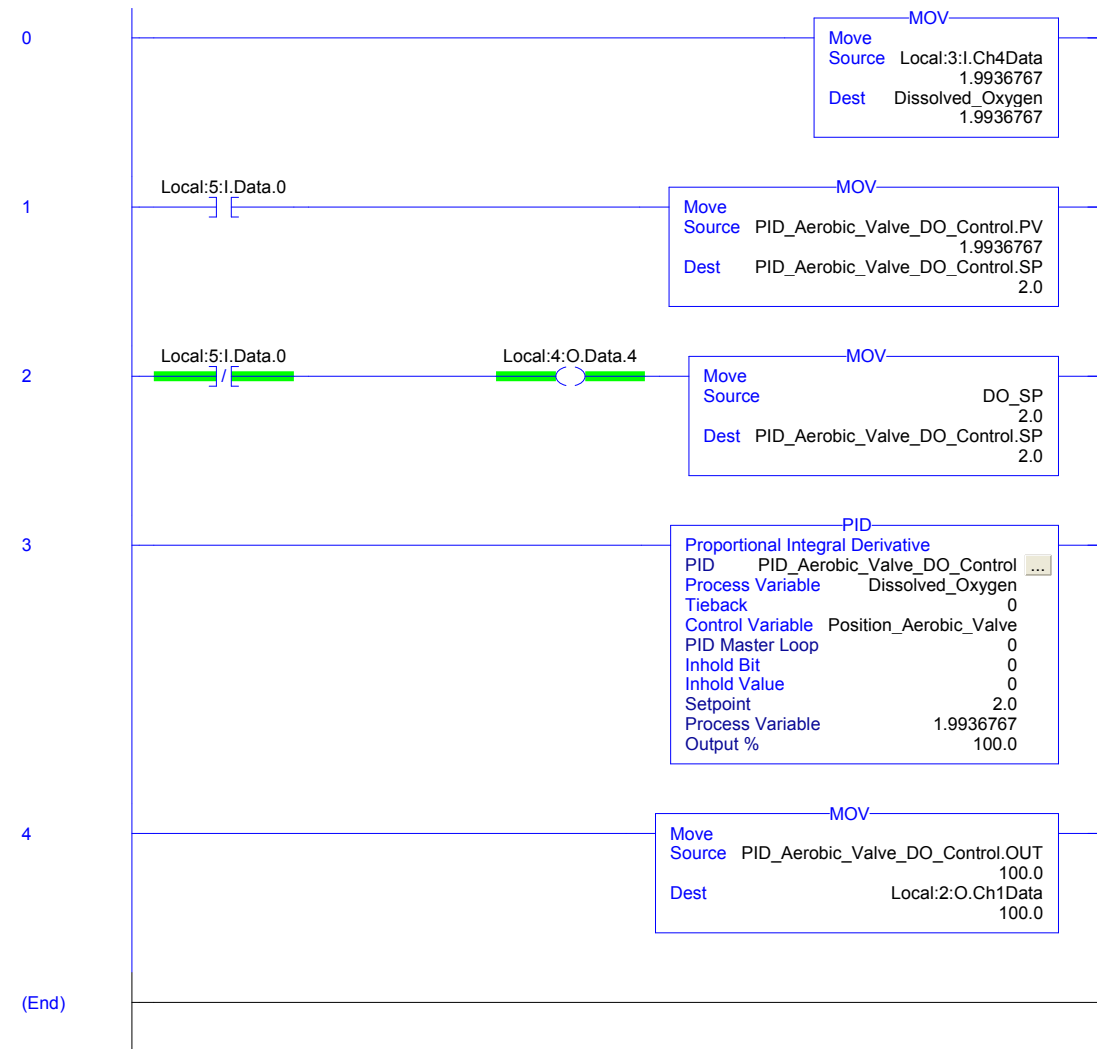 MOV
0
Move
Source Local:3:I.Ch4Data
1.9936767
Dest Dissolved_Oxygen
1.9936767
Local:5:I.Data.0
MOV
1
Move
Source PID_Aerobic_Valve_DO_Control.PV
1.9936767
Dest PID_Aerobic_Valve_DO_Control.SP
2.0
Local:5:I.Data.0 Local:4:O.Data.4
MOV
2
/
Move
Source DO_SP
2.0
Dest PID_Aerobic_Valve_DO_Control.SP
2.0
PID
3
Proportional Integral Derivative
PID PID_Aerobic_Valve_DO_Control ...
Process Variable Dissolved_Oxygen
Tieback 0
Control Variable Position_Aerobic_Valve
PID Master Loop 0
Inhold Bit 0
Inhold Value 0
Setpoint 2.0
Process Variable 1.9936767
Output % 100.0
MOV
4
Move
Source PID_Aerobic_Valve_DO_Control.OUT
100.0
Dest Local:2:O.Ch1Data
100.0
(End)